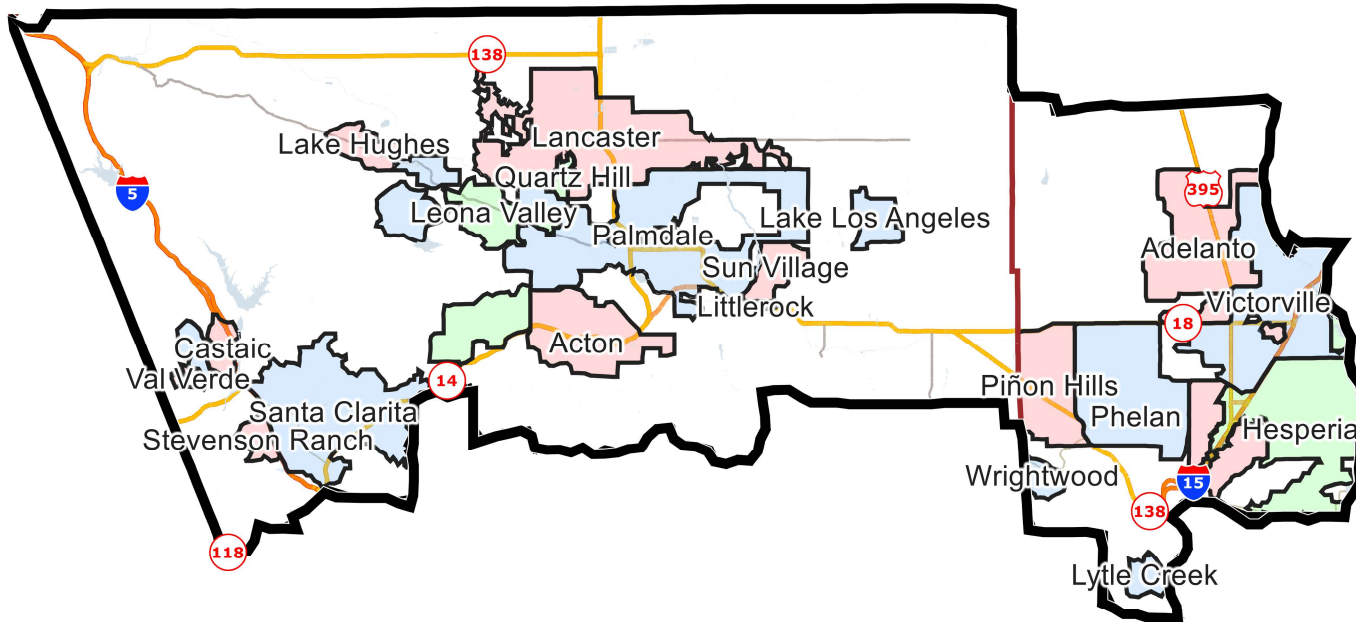 138
Lancaster
Lake Hughes
Quartz Hill
5
395
Leona Valley
Lake Los Angeles
Palmdale
Adelanto
Sun Village
Victorville
Littlerock
18
Castaic
Acton
Val Verde
14
Piñon Hills
Santa Clarita
Phelan
Stevenson Ranch
Hesperia
Wrightwood
15
138
118
Lytle Creek